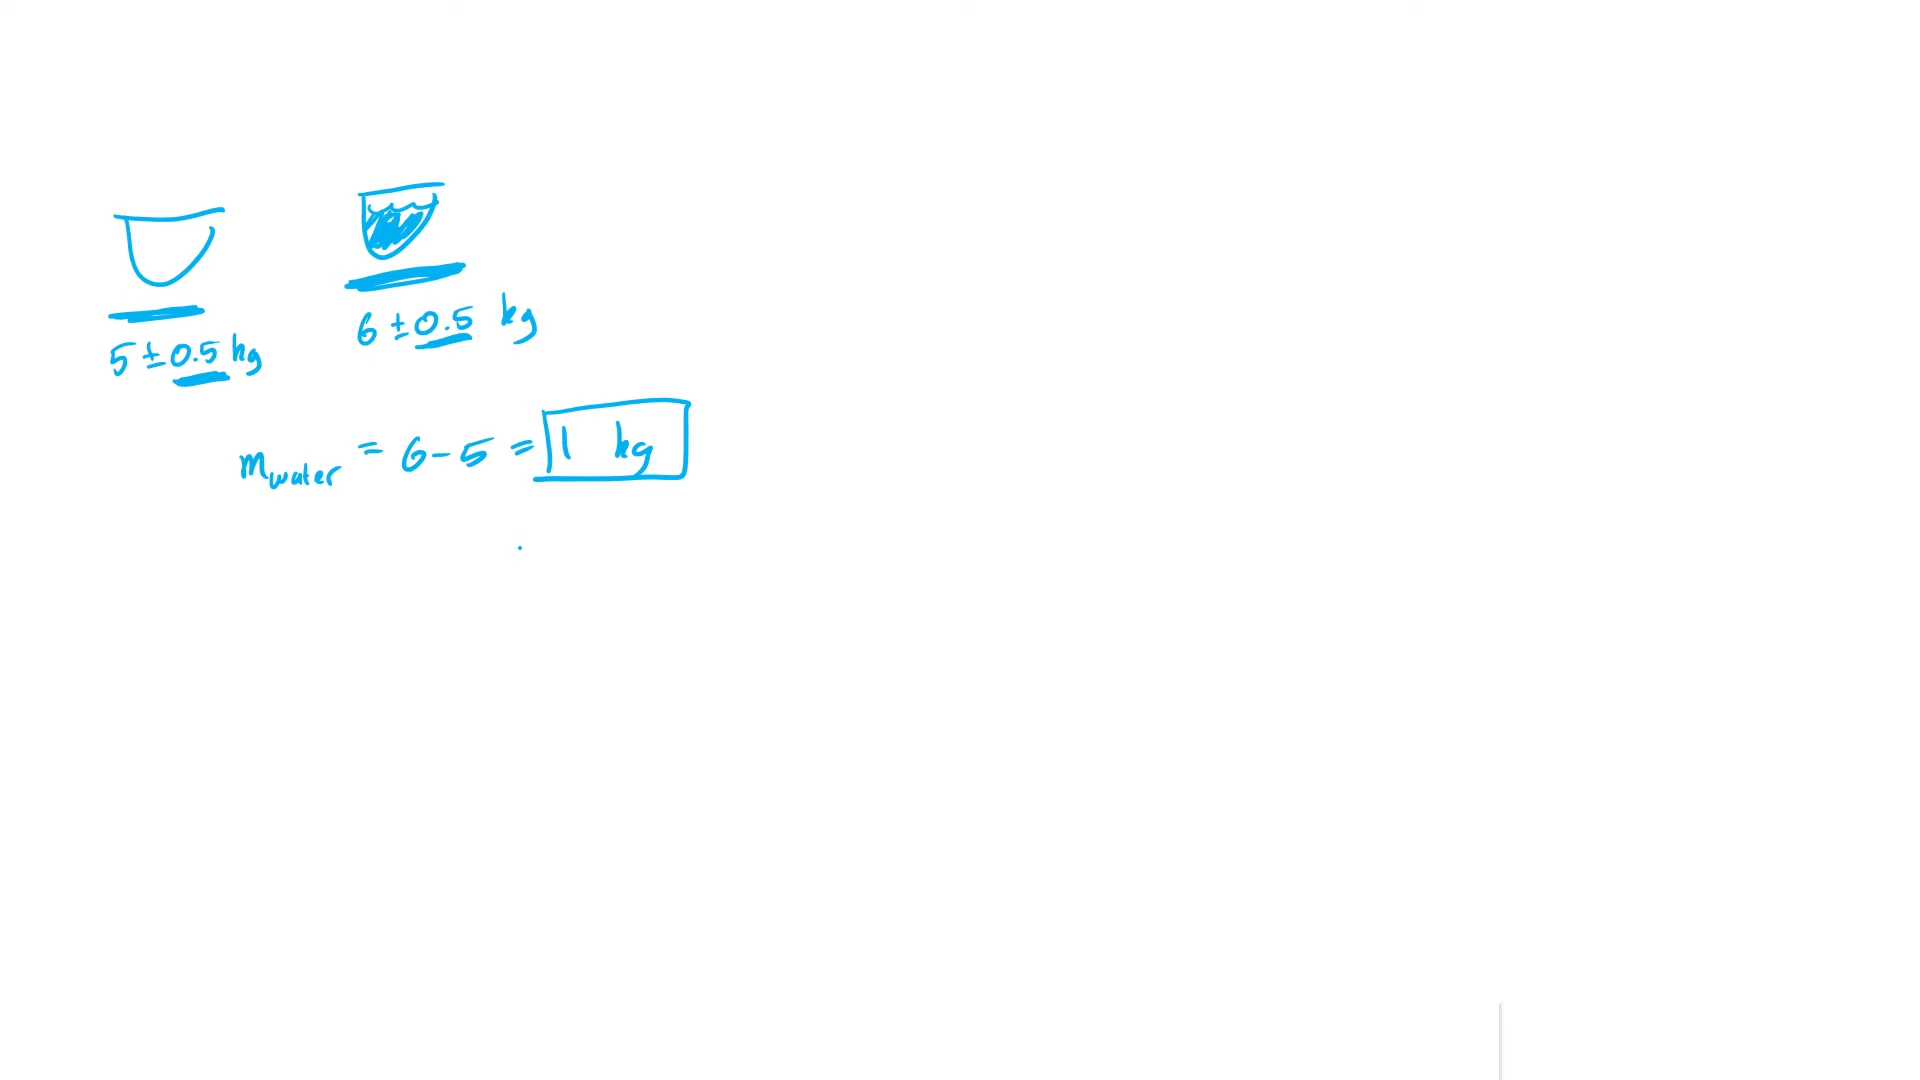 5 ± 0.5 kg
6 ± 0.5 kg
m_water = 6 - 5 = 1 kg